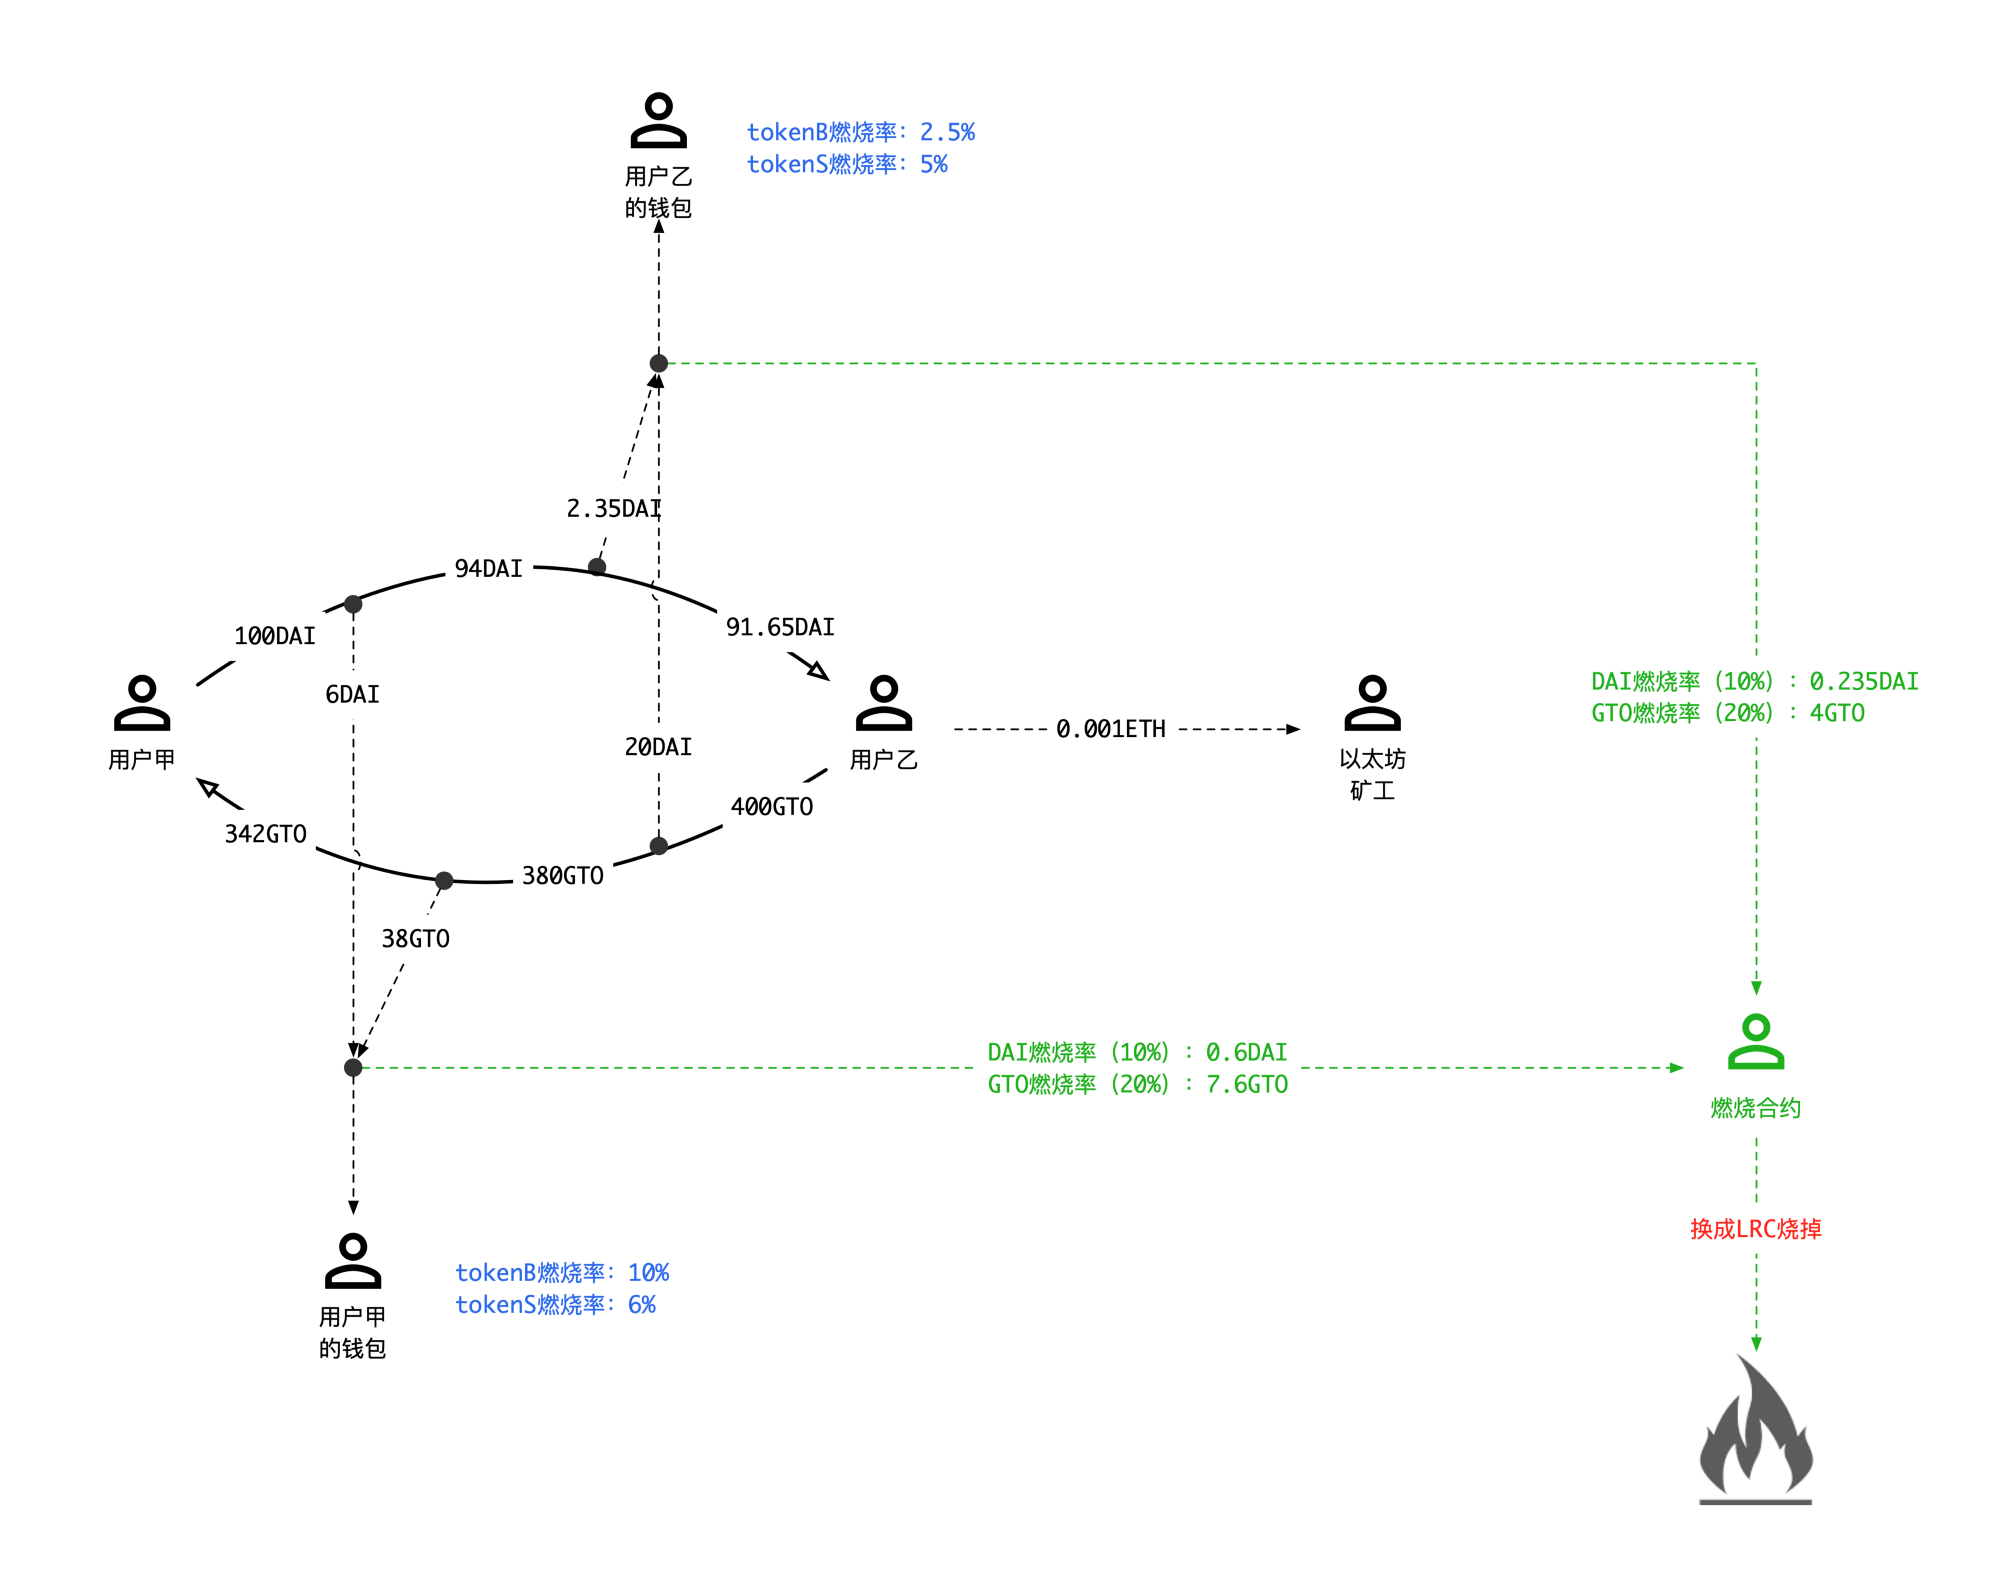 用户乙
的钱包
tokenB燃烧率: 2.5%
tokenS燃烧率: 5%
2.35DAI
94DAI
100DAI
91.65DAI
6DAI
20DAI
用户甲
用户乙
0.001ETH
以太坊
矿工
DAI燃烧率 (10%) : 0.235DAI
GTO燃烧率 (20%) : 4GTO
400GTO
342GTO
380GTO
38GTO
DAI燃烧率 (10%) : 0.6DAI
GTO燃烧率 (20%) : 7.6GTO
燃烧合约
换成LRC烧掉
用户甲
的钱包
tokenB燃烧率: 10%
tokenS燃烧率: 6%